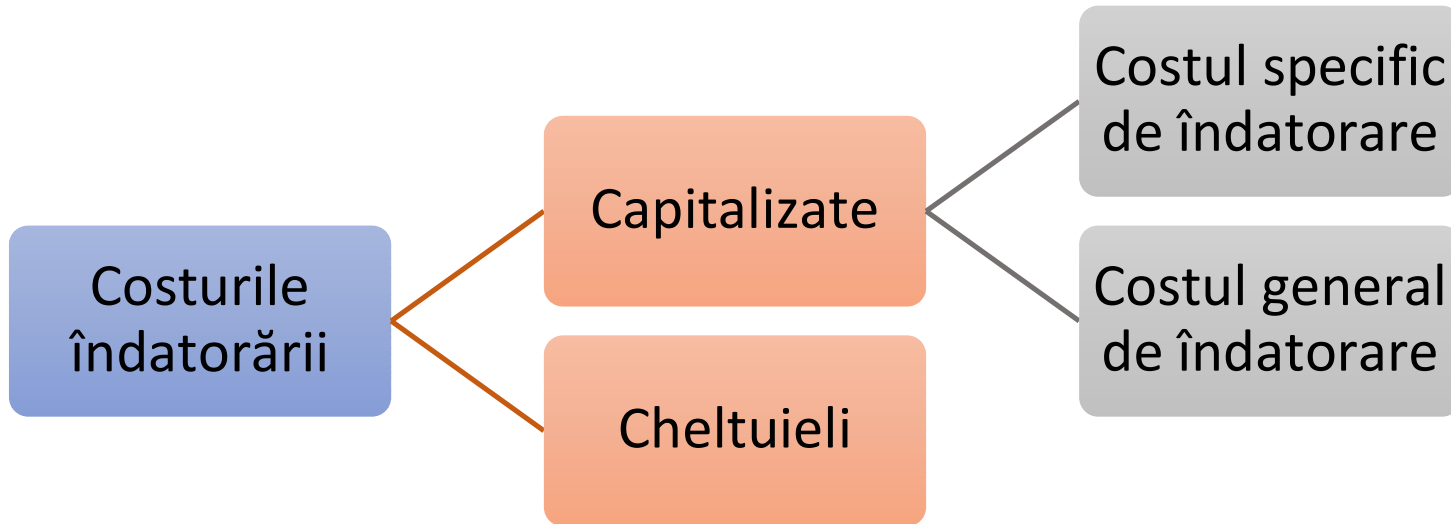 Costurile
îndatorării
Capitalizate
Cheltuieli
Costul specific
de îndatorare
Costul general
de îndatorare